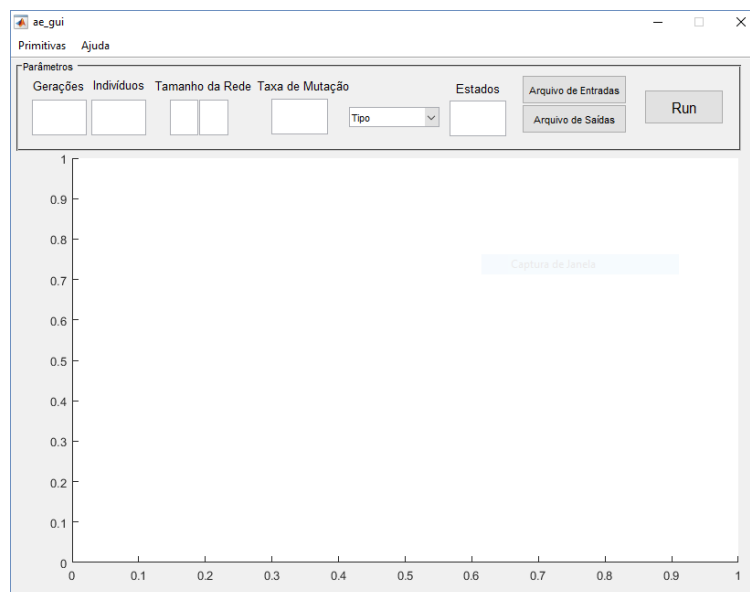 ae_gui
Primitivas Ajuda
Parâmetros
Gerações Indivíduos Tamanho da Rede Taxa de Mutação Estados
Arquivo de Entradas
Tipo
Arquivo de Saídas
Run
1
0.9
0.8
Captura de Janela
0.7
0.6
0.5
0.4
0.3
0.2
0.1
0
0 0.1 0.2 0.3 0.4 0.5 0.6 0.7 0.8 0.9 1